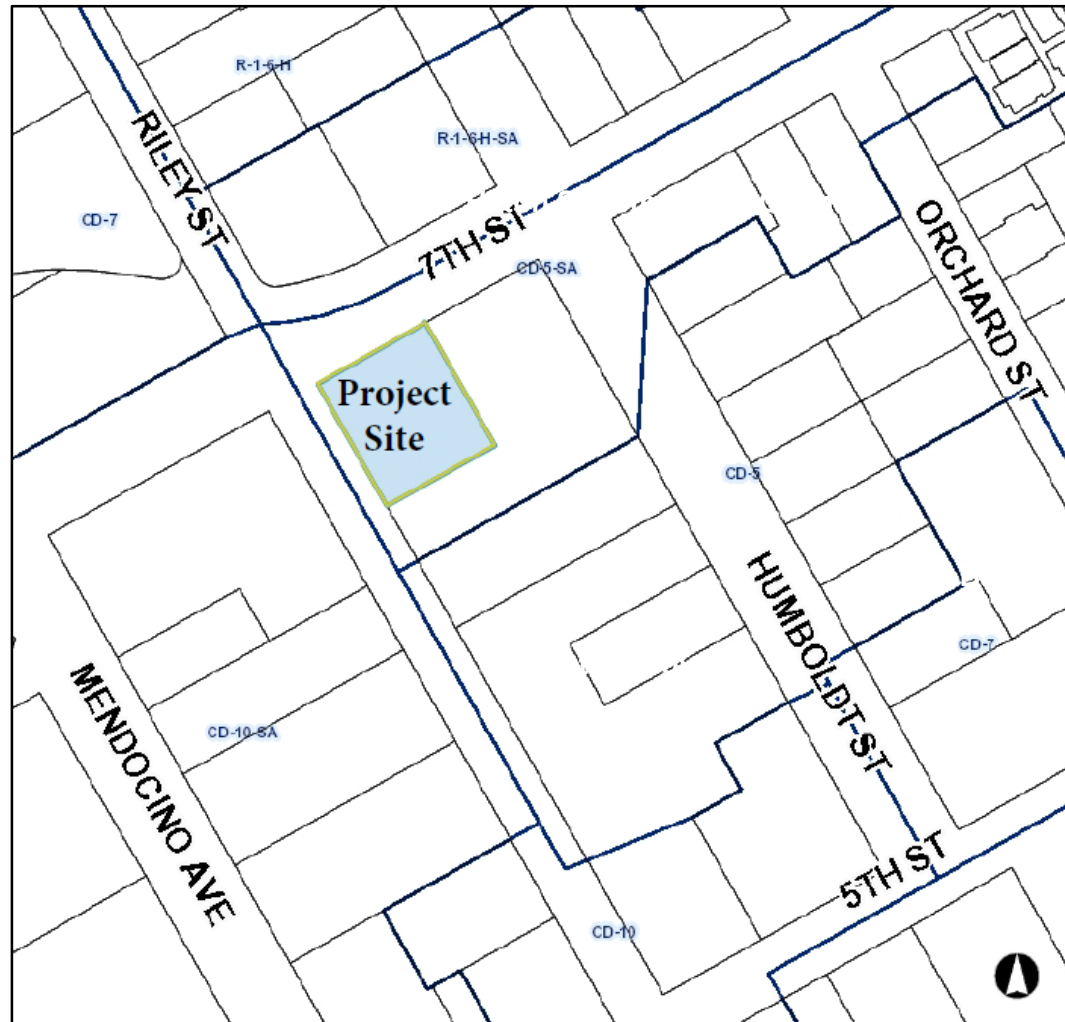 R-1-6-H
RILEY ST
R-1-6-H-SA
CD-7
7TH ST
ORCHARD ST
CD-5-SA
Project
Site
CD-5
HUMBOLDT ST
CD-7
MENDOCINO AVE
CD-10-SA
5TH ST
CD-10